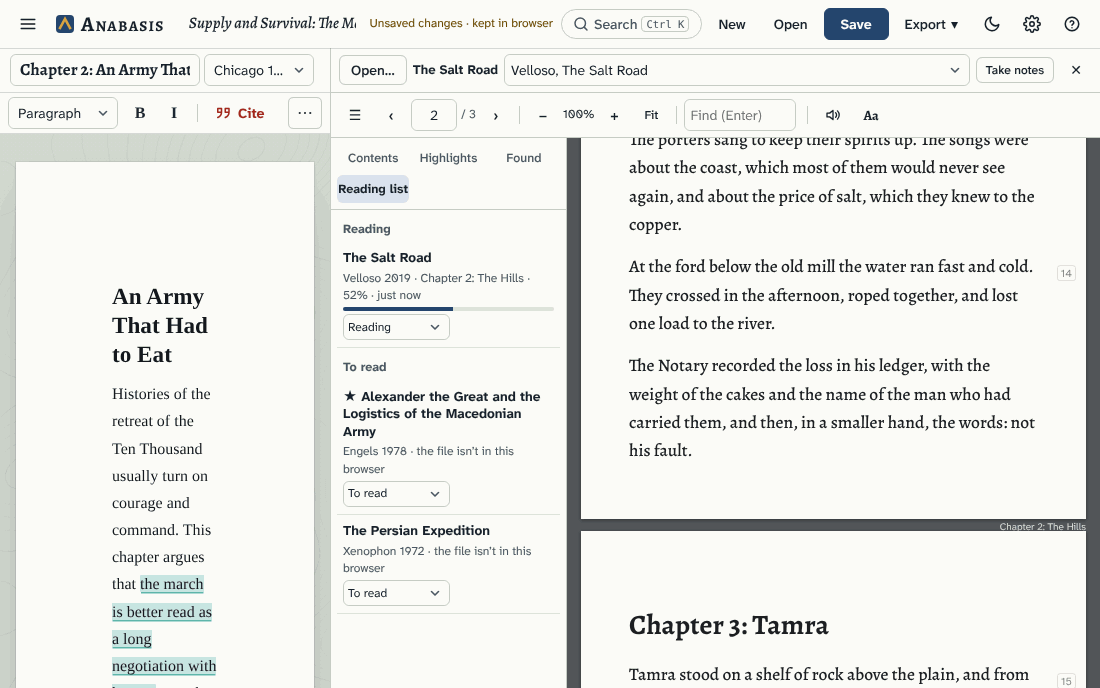 ANABASIS
Supply and Survival: The M
Unsaved changes · kept in browser
Search Ctrl K
New
Open
Save
Export ▾
Chapter 2: An Army That
Chicago 1...
Open...
The Salt Road
Velloso, The Salt Road
Take notes
✕
Paragraph
B
I
Cite
...
☰
‹
2 / 3
›
– 100% +
Fit
Find (Enter)
Aa
An Army
That Had
to Eat
Histories of the
retreat of the
Ten Thousand
usually turn on
courage and
command. This
chapter argues
that the march
is better read as
a long
negotiation with
Contents
Highlights
Found
Reading list
Reading
The Salt Road
Velloso 2019 · Chapter 2: The Hills ·
52% · just now
Reading
To read
★ Alexander the Great and the
Logistics of the Macedonian
Army
Engels 1978 · the file isn't in this
browser
To read
The Persian Expedition
Xenophon 1972 · the file isn't in this
browser
To read
The porters sang to keep their spirits up. The songs were
about the coast, which most of them would never see
again, and about the price of salt, which they knew to the
copper.
At the ford below the old mill the water ran fast and cold.
14
They crossed in the afternoon, roped together, and lost
one load to the river.
The Notary recorded the loss in his ledger, with the
weight of the cakes and the name of the man who had
carried them, and then, in a smaller hand, the words: not
his fault.
Chapter 2: The Hills
Chapter 3: Tamra
Tamra stood on a shelf of rock above the plain, and from
15